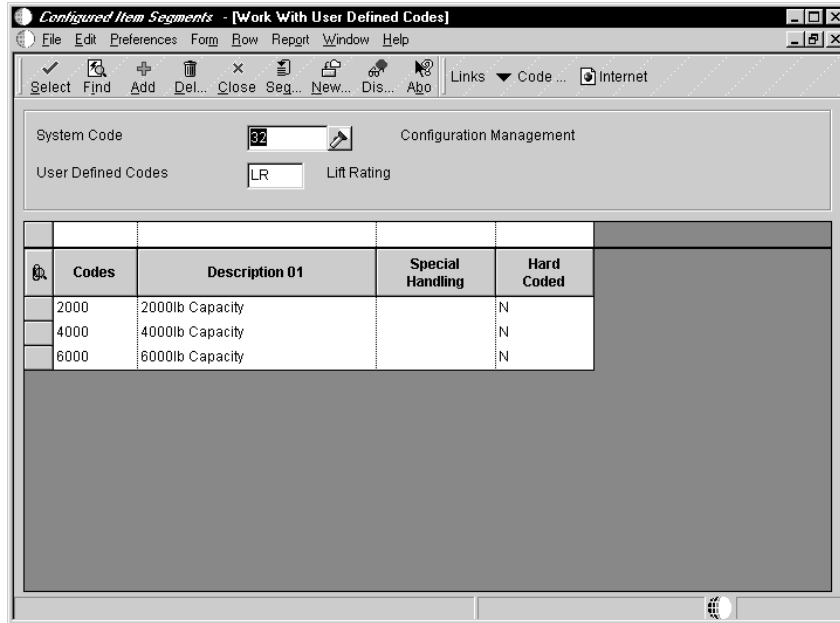 Configured Item Segments - [Work With User Defined Codes]
File Edit Preferences Form Row Report Window Help
Select Find Add Del... Close Seq... New... Dis... Abo Links Code ... Internet
System Code 32 Configuration Management
User Defined Codes LR Lift Rating
Codes Description 01 Special Handling Hard Coded
2000 2000lb Capacity N
4000 4000lb Capacity N
6000 6000lb Capacity N